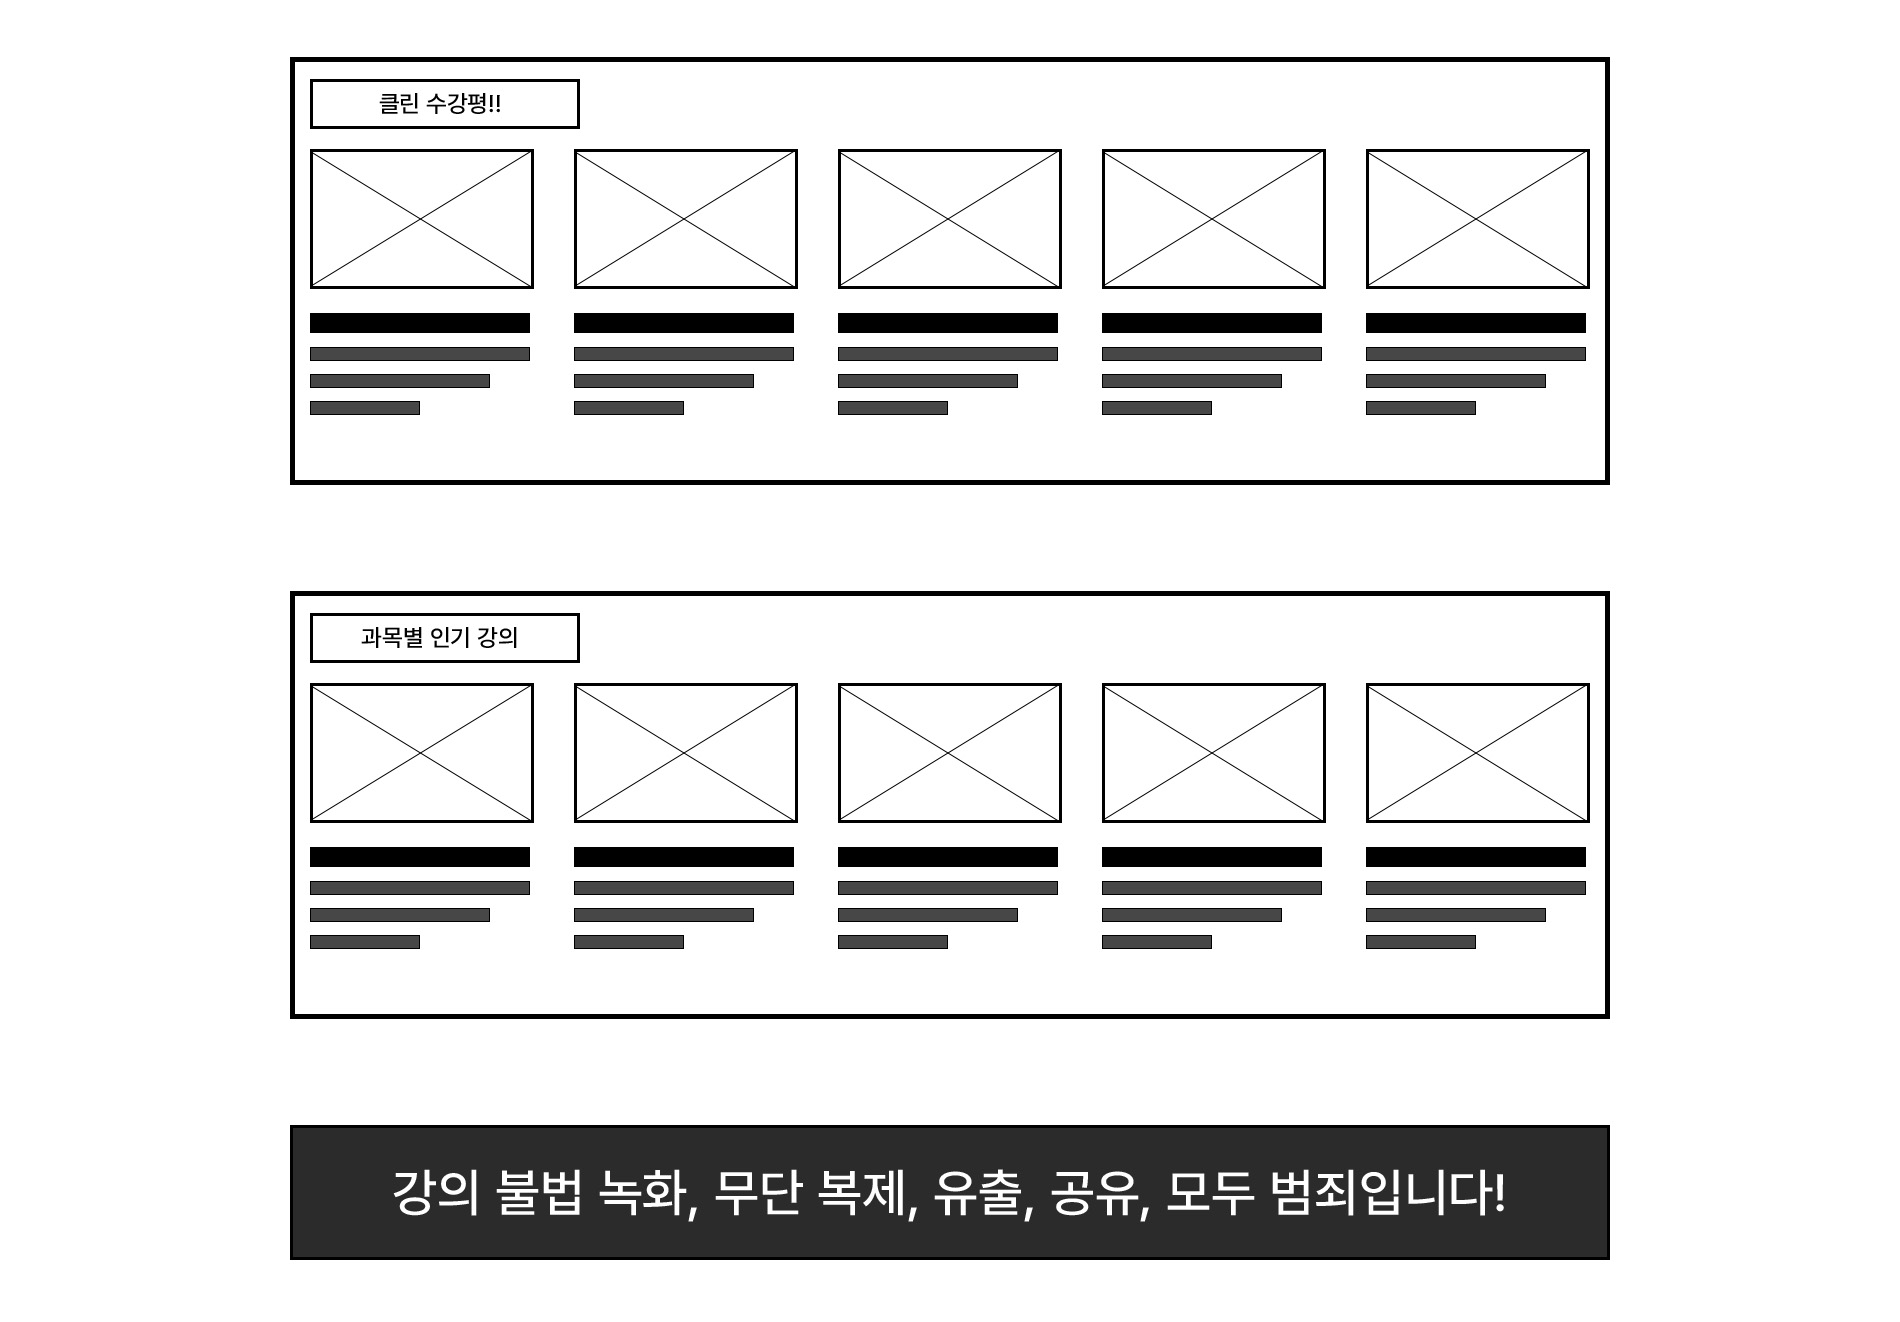 클린 수강평!!
과목별 인기 강의
강의 불법 녹화, 무단 복제, 유출, 공유, 모두 범죄입니다!